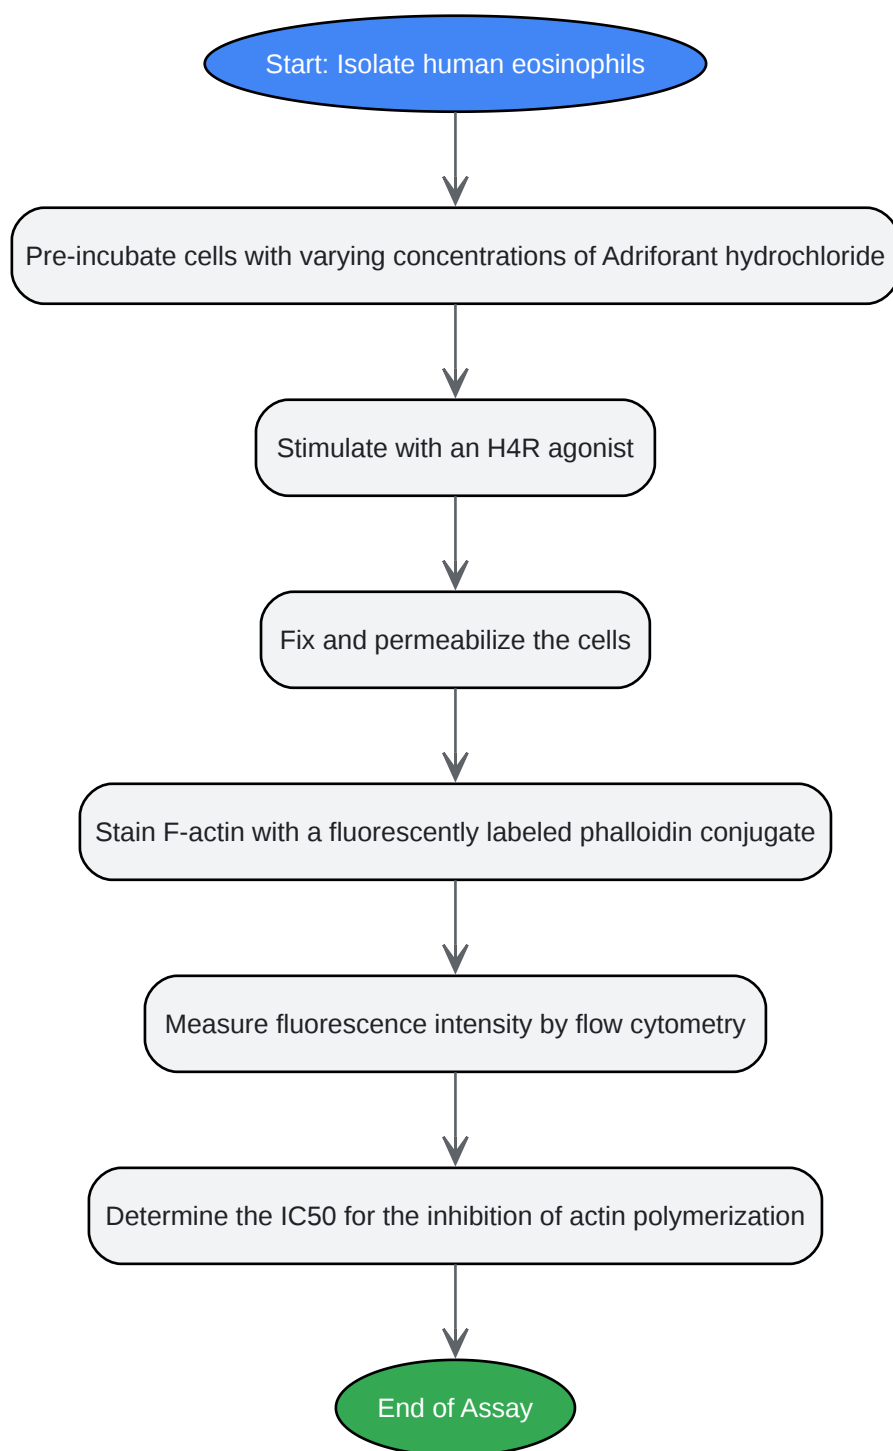 Start: Isolate human eosinophils
Pre-incubate cells with varying concentrations of Adriforant hydrochloride
Stimulate with an H4R agonist
Fix and permeabilize the cells
Stain F-actin with a fluorescently labeled phalloidin conjugate
Measure fluorescence intensity by flow cytometry
Determine the IC50 for the inhibition of actin polymerization
End of Assay